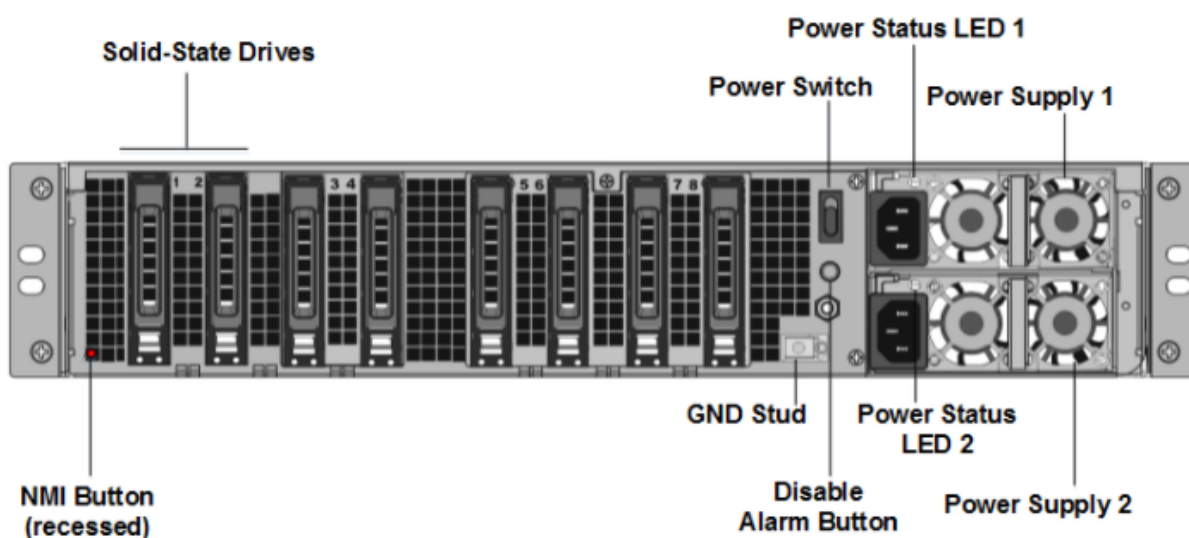 Power Status LED 1
Solid-State Drives
Power Switch
Power Supply 1
1 2 3 4 5 6 7 8
GND Stud
Power Status
LED 2
NMI Button
(recessed)
Disable
Alarm Button
Power Supply 2